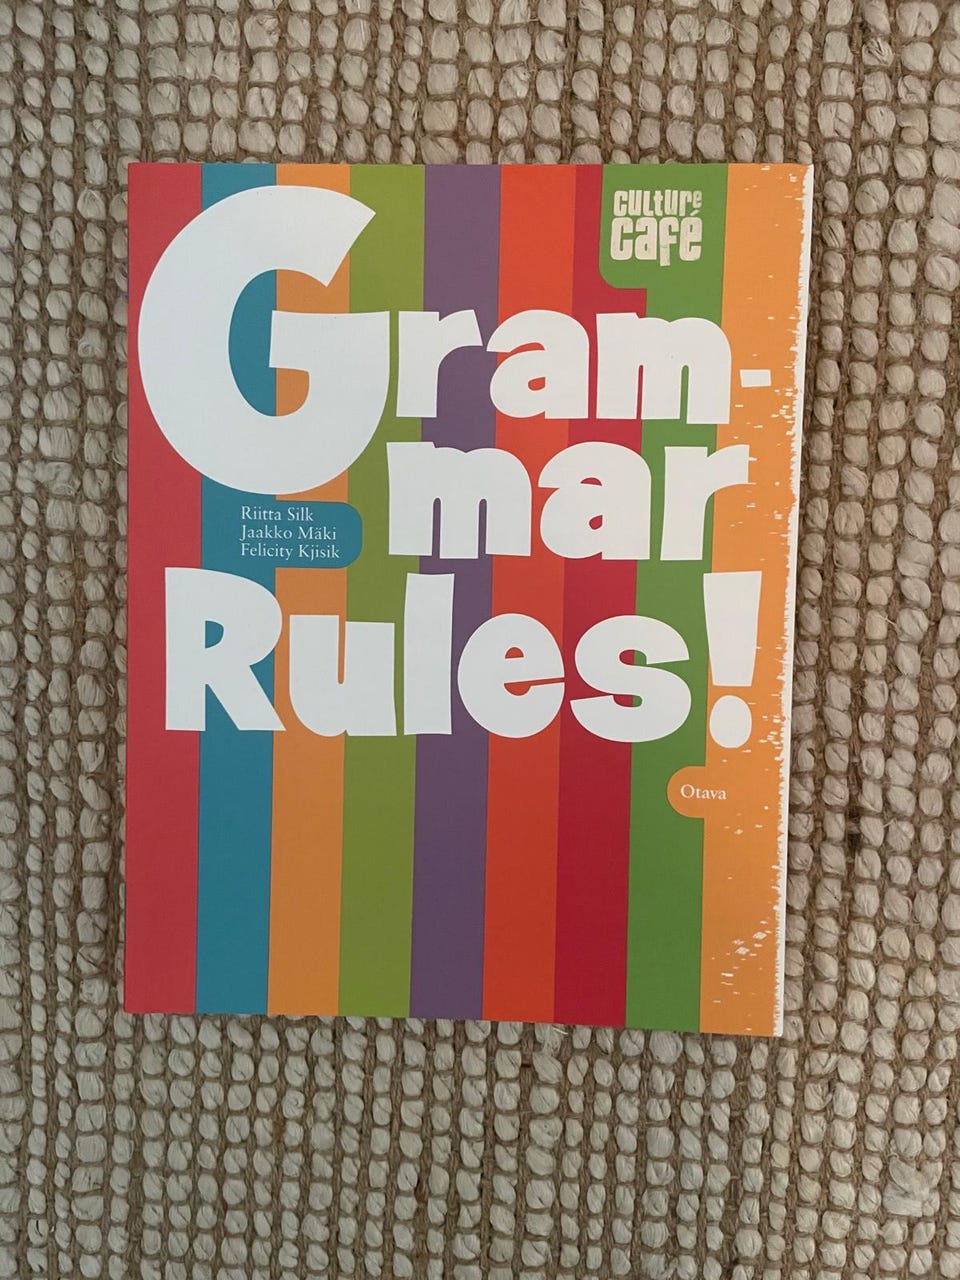 culture
café
Gram-
mar
Riitta Silk
Jaakko Mäki
Felicity Kjisik
Rules!
Otava